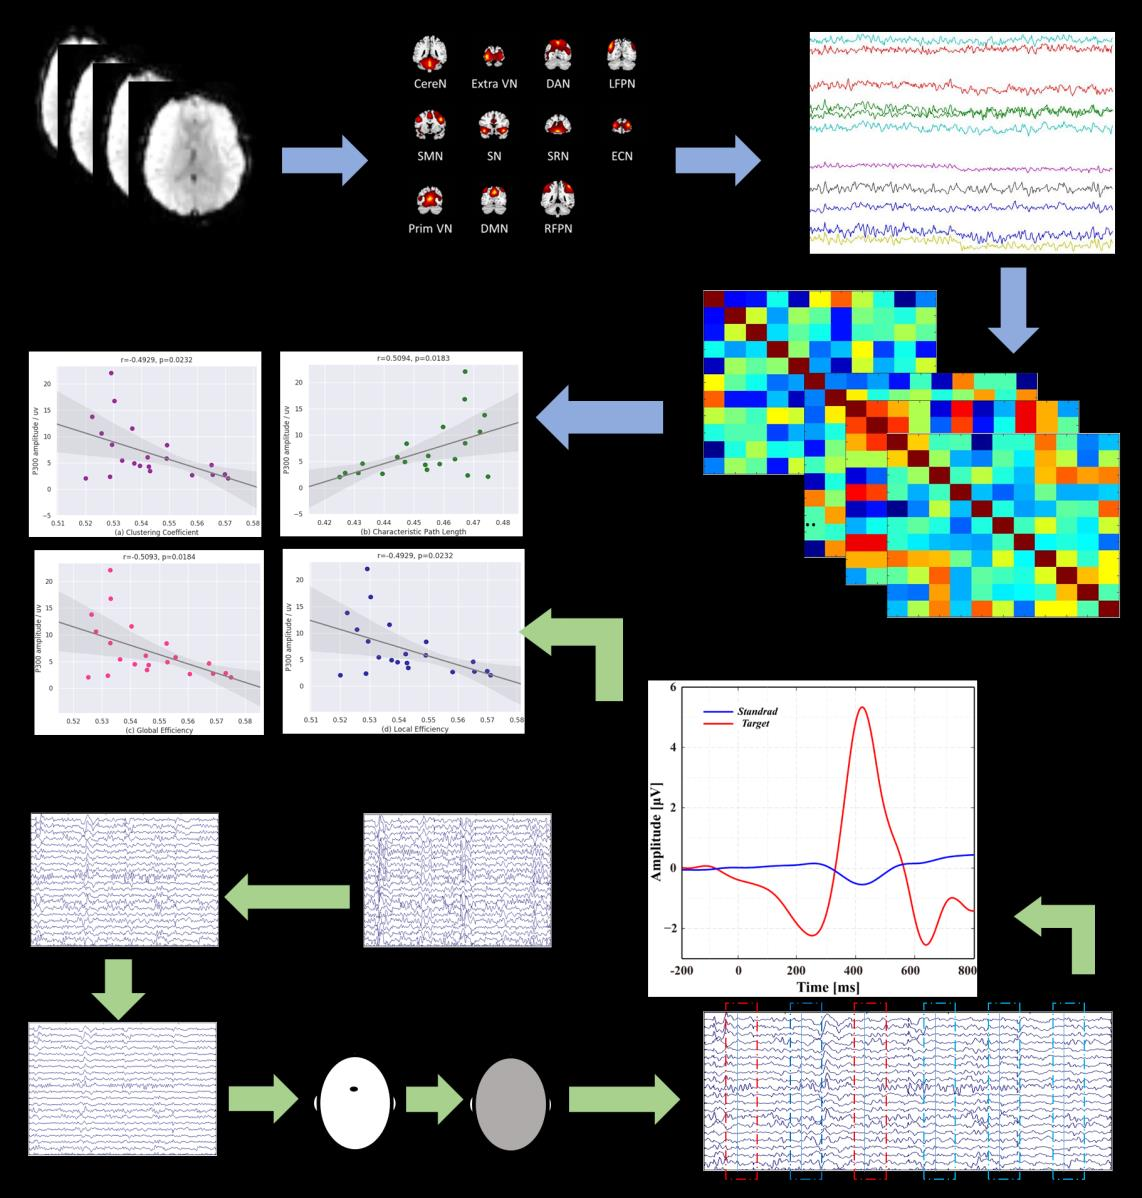 CereN Extra VN DAN LFPN
SMN SN SRN ECN
Prim VN DMN RFPN
r=-0.4929, p=0.0232
P300 amplitude / uv
20
15
10
5
0
−5
0.51 0.52 0.53 0.54 0.55 0.56 0.57 0.58
(a) Clustering Coefficient
r=0.5094, p=0.0183
P300 amplitude / uv
20
15
10
5
0
−5
0.42 0.43 0.44 0.45 0.46 0.47 0.48
(b) Characteristic Path Length
r=-0.5093, p=0.0184
P300 amplitude / uv
20
15
10
5
0
0.52 0.53 0.54 0.55 0.56 0.57 0.58
(c) Global Efficiency
r=-0.4929, p=0.0232
P300 amplitude / uv
20
15
10
5
0
0.51 0.52 0.53 0.54 0.55 0.56 0.57 0.58
(d) Local Efficiency
Standrad
Target
Amplitude [μV]
6
4
2
0
−2
-200 0 200 400 600 800
Time [ms]